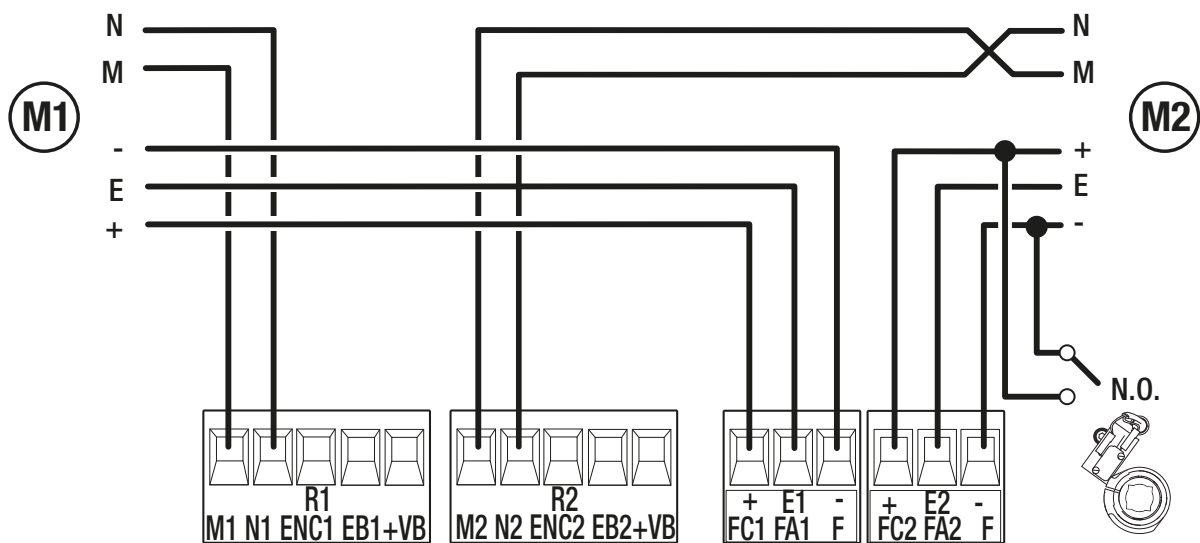 N
N
M
M
M1
M2
-
+
E
E
+
-
N.O.
R1
M1 N1 ENC1 EB1+VB
R2
M2 N2 ENC2 EB2+VB
+ E1 -
FC1 FA1 F
+ E2 -
FC2 FA2 F